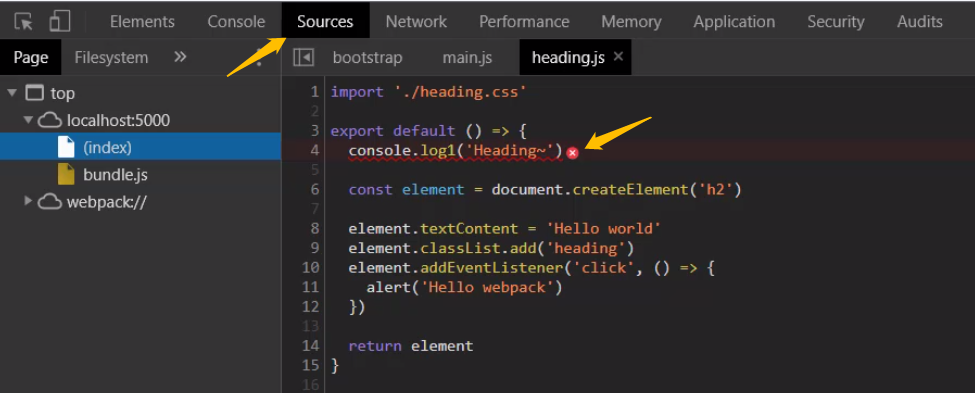 Elements Console Sources Network Performance Memory Application Security Audits
Page Filesystem » bootstrap main.js heading.js ×
top
localhost:5000
(index)
bundle.js
webpack://
1 import './heading.css'
2
3 export default () => {
4 console.log1('Heading~')
5
6 const element = document.createElement('h2')
7
8 element.textContent = 'Hello world'
9 element.classList.add('heading')
10 element.addEventListener('click', () => {
11 alert('Hello webpack')
12 })
13
14 return element
15 }
16